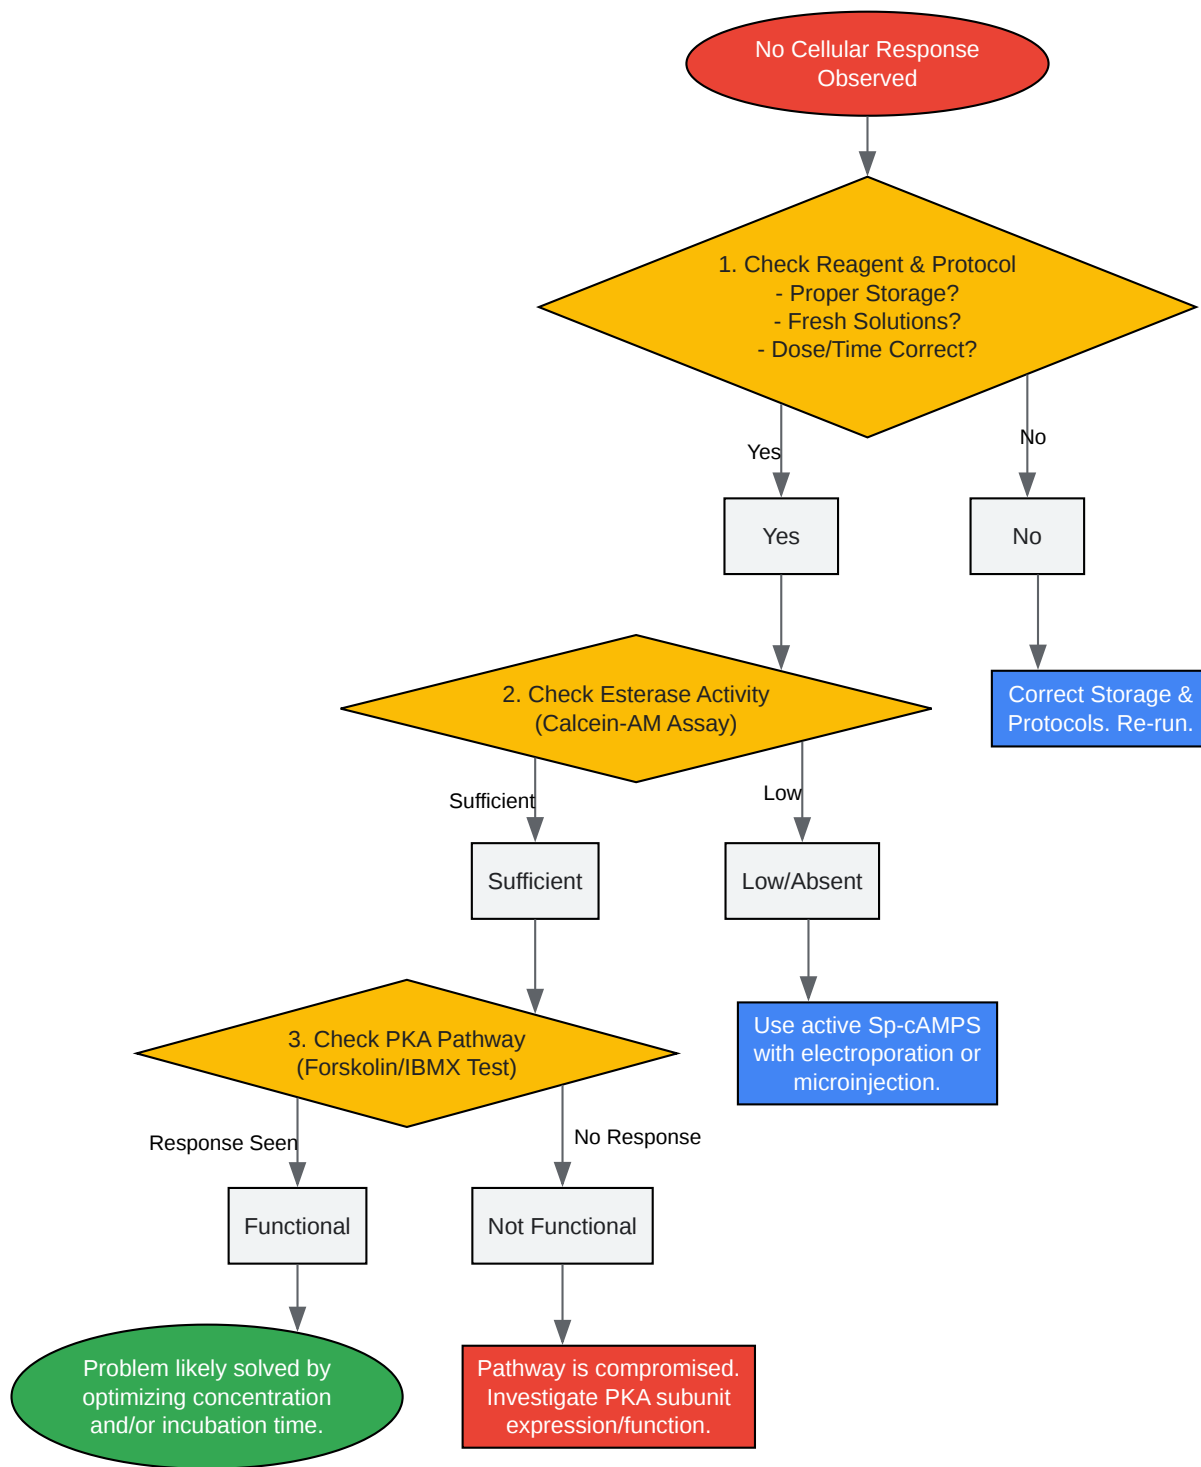 No Cellular Response
Observed
1. Check Reagent & Protocol
- Proper Storage?
- Fresh Solutions?
- Dose/Time Correct?
Yes
No
Yes
No
2. Check Esterase Activity
(Calcein-AM Assay)
Correct Storage &
Protocols. Re-run.
Sufficient
Low
Sufficient
Low/Absent
3. Check PKA Pathway
(Forskolin/IBMX Test)
Use active Sp-cAMPS
with electroporation or
microinjection.
Response Seen
No Response
Functional
Not Functional
Problem likely solved by
optimizing concentration
and/or incubation time.
Pathway is compromised.
Investigate PKA subunit
expression/function.